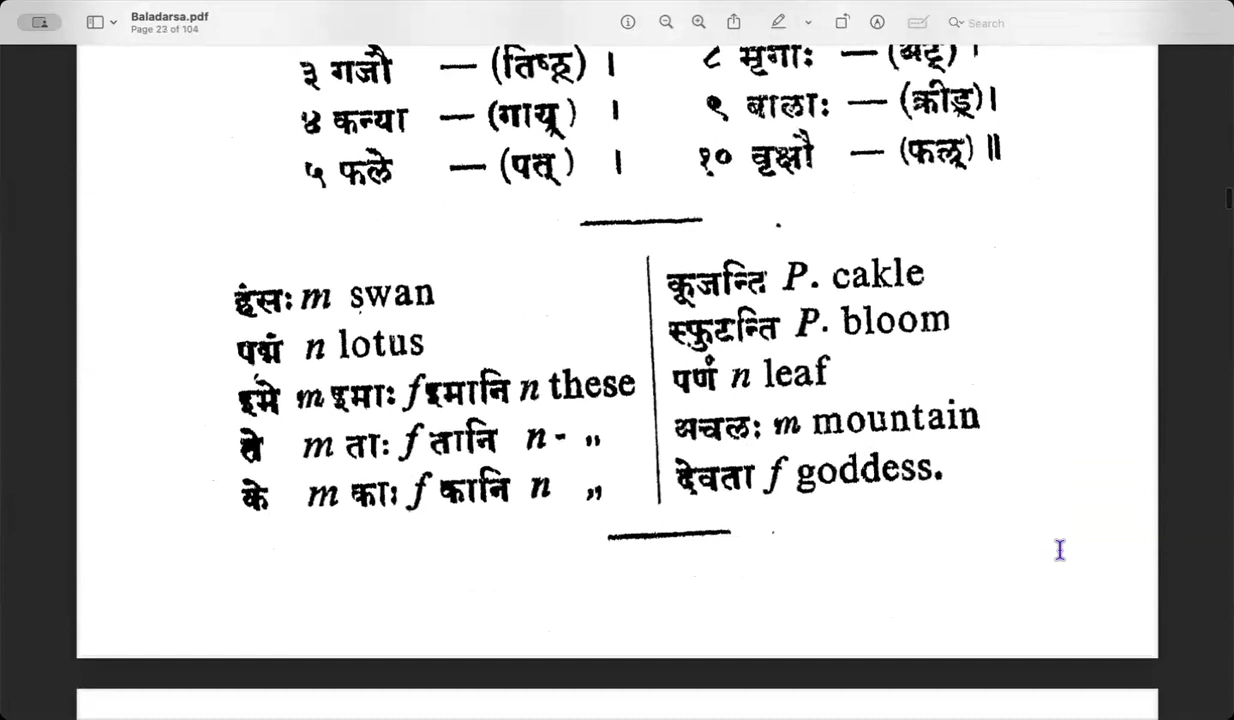 Baladarsa.pdf
Page 23 of 104
Search
३ गजौ — (तिष्ठ्) ।
४ कन्या — (गाय्) ।
५ फले — (पत्) ।
८ मृगाः — (अट्) ।
९ बालाः — (क्रीड्)।
१० वृक्षौ — (फल्) ॥
हंसः m swan
पद्मं n lotus
इमे m इमाः f इमानि n these
ते m ताः f तानि n - „
के m काः f कानि n „
कूजन्ति P. cakle
स्फुटन्ति P. bloom
पर्णं n leaf
अचलः m mountain
देवता f goddess.